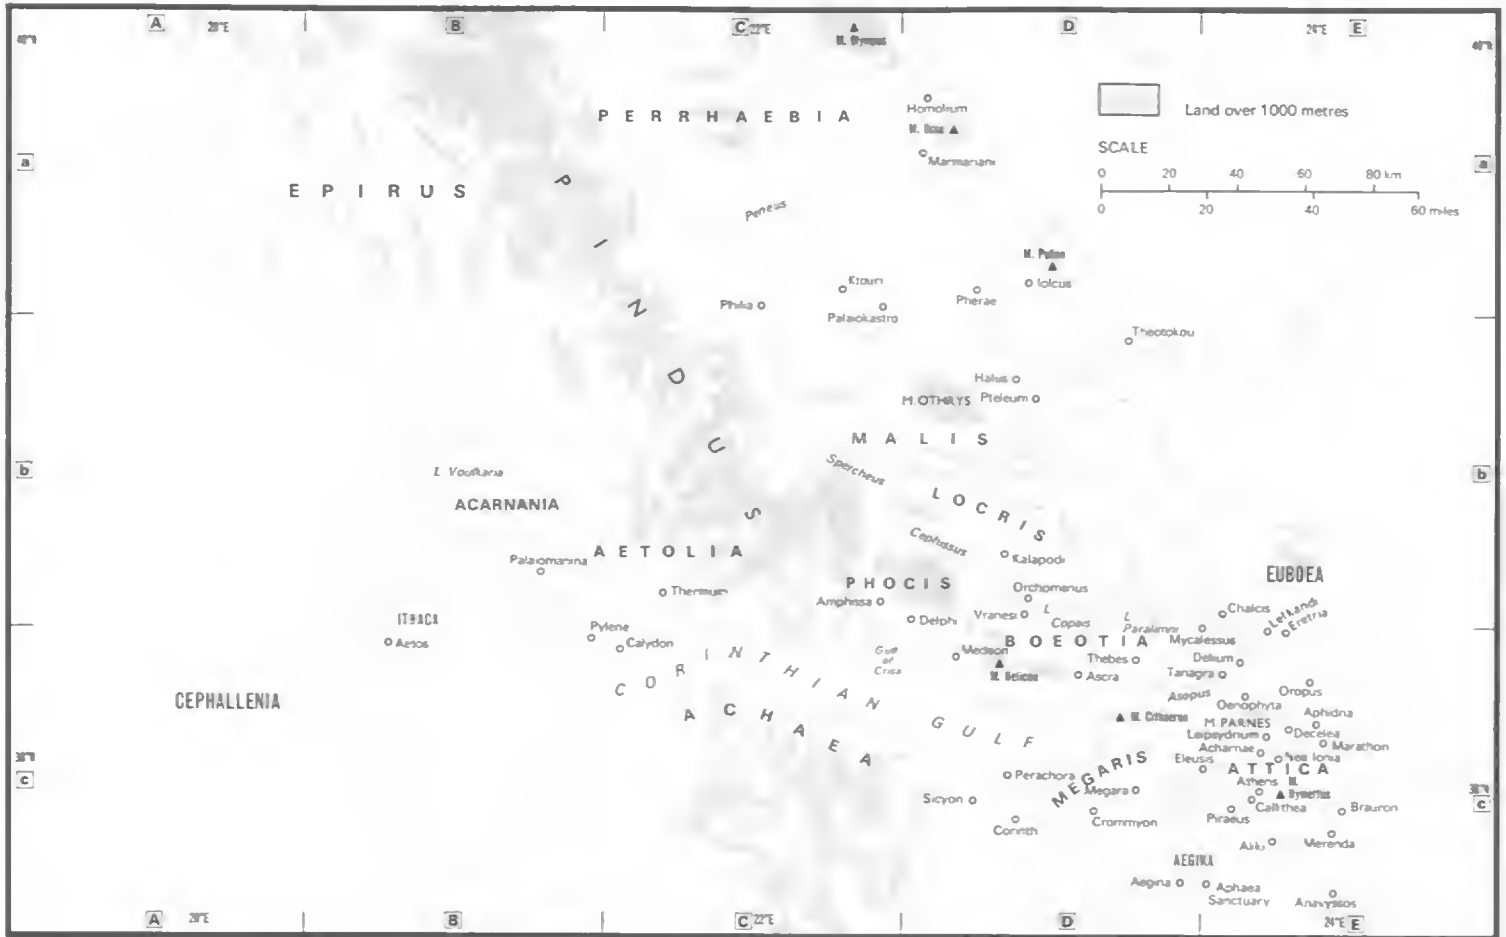 A 20°E B C 22°E D 24°E E
40°N 40°N
M. Olympus
Homolium
PERRHAEBIA
M. Ossa
Marmariani
Land over 1000 metres
SCALE
0 20 40 60 80 km
0 20 40 60 miles
a a
EPIRUS
PINDUS
Peneus
M. Pelion
Ktouri
Iolcus
Philia
Pherae
Palaiokastro
Theotokou
Halus
M. OTHRYS Pteleum
MALIS
b b
L. Voulkaria
Spercheus
ACARNANIA
LOCRIS
AETOLIA
Cephissus
Kalapodi
Palaiomanina
EUBOEA
PHOCIS
Thermum
Amphissa
Orchomenus
ITHACA
Delphi
Vranesi
L. Copais
L. Paralimni
Chalcis
Lefkandi
Eretria
Aetos
Pylene
Calydon
BOEOTIA
Mycalessus
Gulf of Crisa
Medeon
Thebes
Delium
M. Helicon
Ascra
Tanagra
CORINTHIAN GULF
CEPHALLENIA
Asopus
Oropus
Oenophyta
ACHAEA
M. Cithaeron
M. PARNES
Aphidna
Leipsydrium
Decelea
Marathon
Acharnae
Nea Ionia
38°N
c
Eleusis
ATTICA
MEGARIS
Perachora
Athens
M. Hymettus
38°N
c
Sicyon
Megara
Callithea
Brauron
Corinth
Crommyon
Piraeus
Merenda
AEGINA
Aegina
Aphaea
Sanctuary
Anavyssos
A 20°E B C 22°E D 24°E E